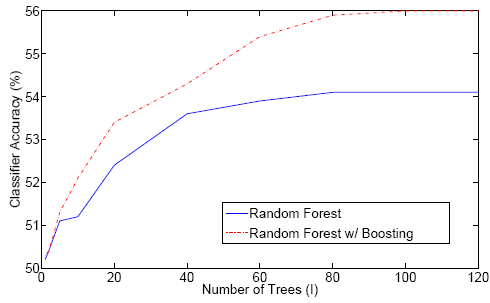 56
55
54
53
52
51
50
Classifier Accuracy (%)
Random Forest
Random Forest w/ Boosting
0 20 40 60 80 100 120
Number of Trees (I)